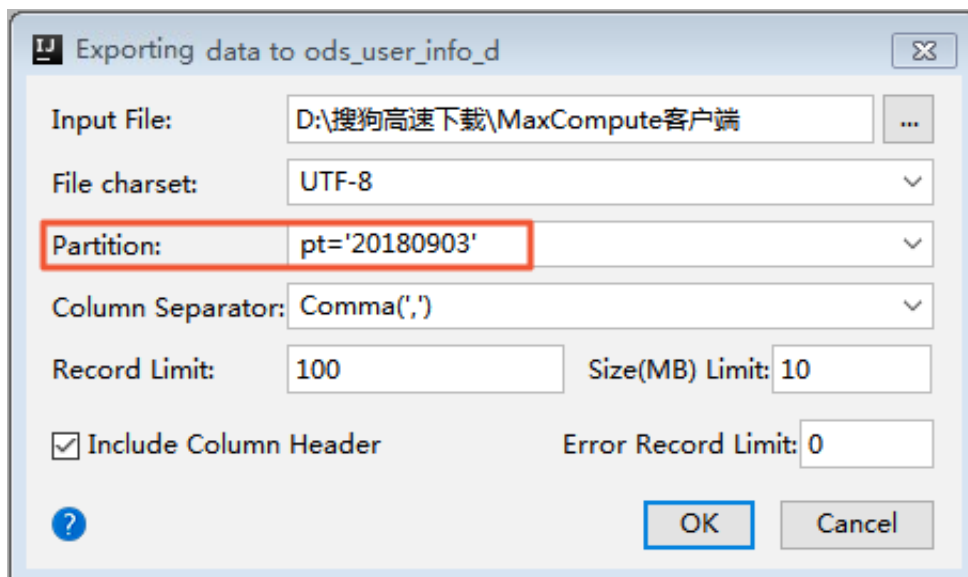 IJ Exporting data to ods_user_info_d
Input File: D:\搜狗高速下载\MaxCompute客户端 ...
File charset: UTF-8
Partition: pt='20180903'
Column Separator: Comma(',')
Record Limit: 100 Size(MB) Limit: 10
Include Column Header Error Record Limit: 0
? OK Cancel